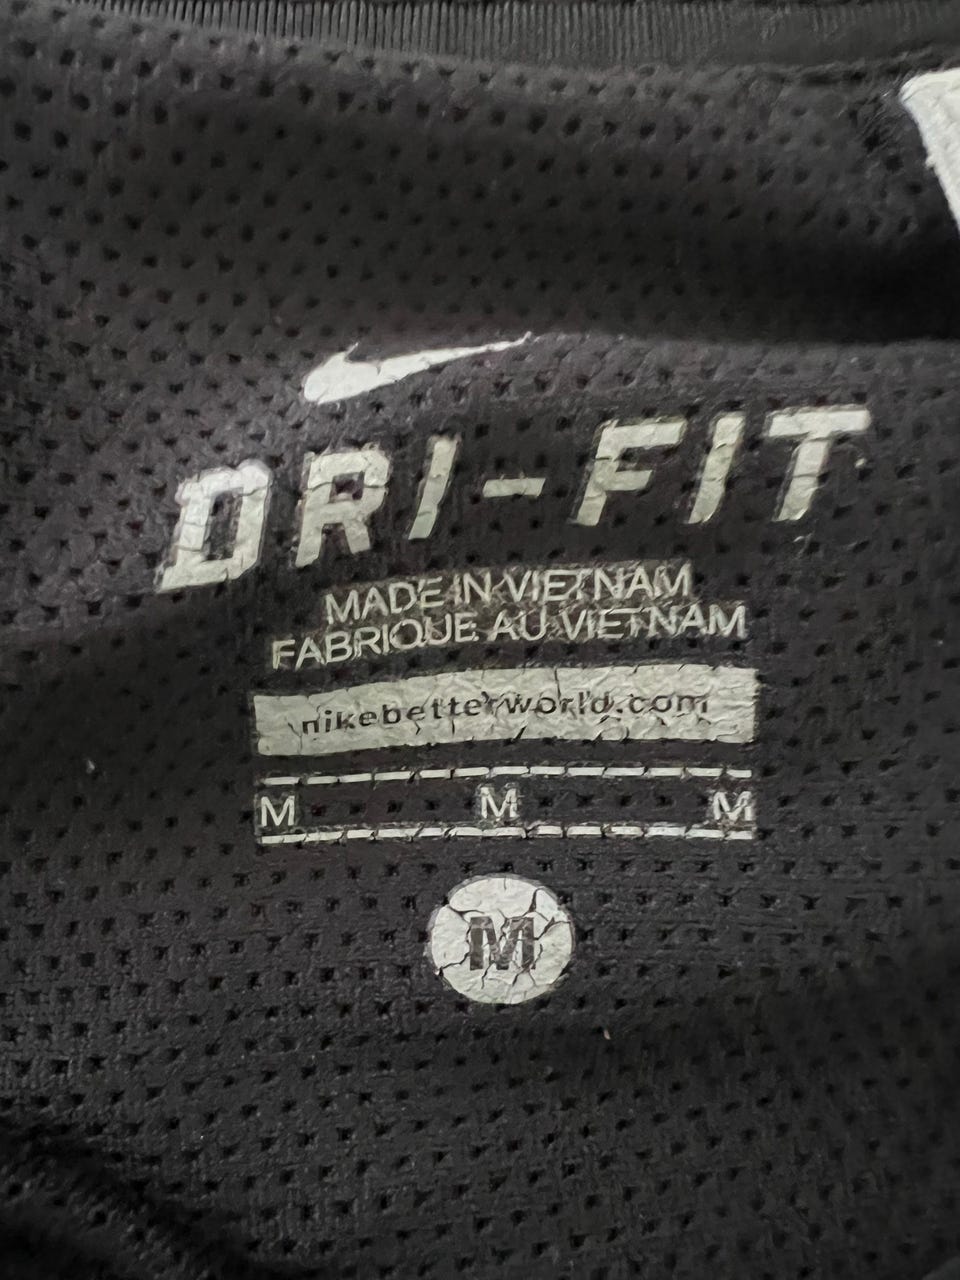 DRI-FIT
MADE IN VIETNAM
FABRIQUE AU VIETNAM
nikebetterworld.com
M M M
M